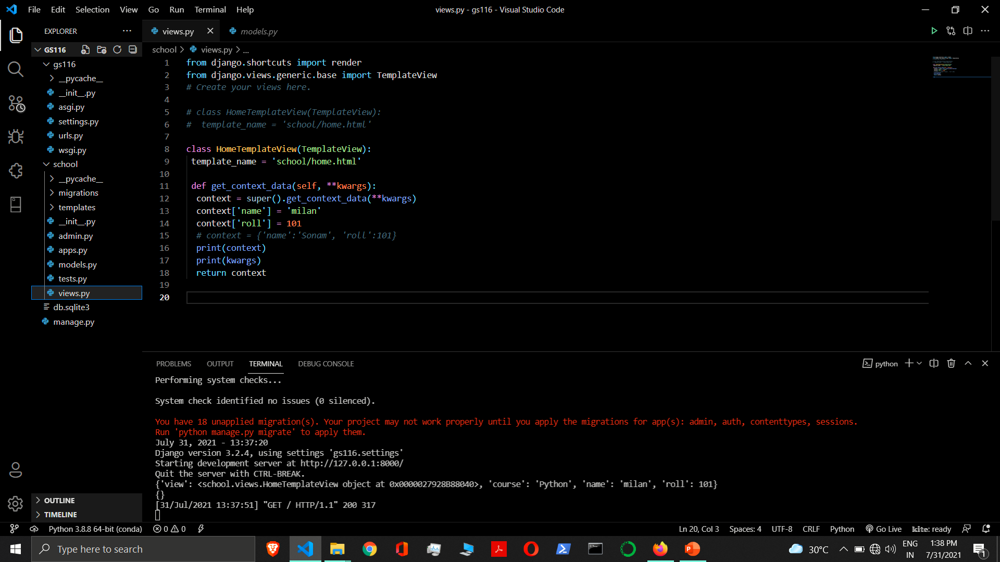 File Edit Selection View Go Run Terminal Help
views.py - gs116 - Visual Studio Code
EXPLORER
views.py
models.py
GS116
school > views.py > ...
gs116
__pycache__
__init__.py
asgi.py
settings.py
urls.py
wsgi.py
school
__pycache__
migrations
templates
__init__.py
admin.py
apps.py
models.py
tests.py
views.py
db.sqlite3
manage.py
OUTLINE
TIMELINE
1 from django.shortcuts import render
2 from django.views.generic.base import TemplateView
3 # Create your views here.
4
5 # class HomeTemplateView(TemplateView):
6 #  template_name = 'school/home.html'
7
8 class HomeTemplateView(TemplateView):
9  template_name = 'school/home.html'
10
11  def get_context_data(self, **kwargs):
12   context = super().get_context_data(**kwargs)
13   context['name'] = 'milan'
14   context['roll'] = 101
15   # context = {'name':'Sonam', 'roll':101}
16   print(context)
17   print(kwargs)
18   return context
19
20
PROBLEMS OUTPUT TERMINAL DEBUG CONSOLE
python
Performing system checks...
System check identified no issues (0 silenced).
You have 18 unapplied migration(s). Your project may not work properly until you apply the migrations for app(s): admin, auth, contenttypes, sessions.
Run 'python manage.py migrate' to apply them.
July 31, 2021 - 13:37:20
Django version 3.2.4, using settings 'gs116.settings'
Starting development server at http://127.0.0.1:8000/
Quit the server with CTRL-BREAK.
{'view': <school.views.HomeTemplateView object at 0x0000027928B88040>, 'course': 'Python', 'name': 'milan', 'roll': 101}
{}
[31/Jul/2021 13:37:51] "GET / HTTP/1.1" 200 317
Python 3.8.8 64-bit (conda) 0 0
Ln 20, Col 3 Spaces: 4 UTF-8 CRLF Python Go Live kite: ready
Type here to search
30°C
ENG
IN
1:38 PM
7/31/2021
1